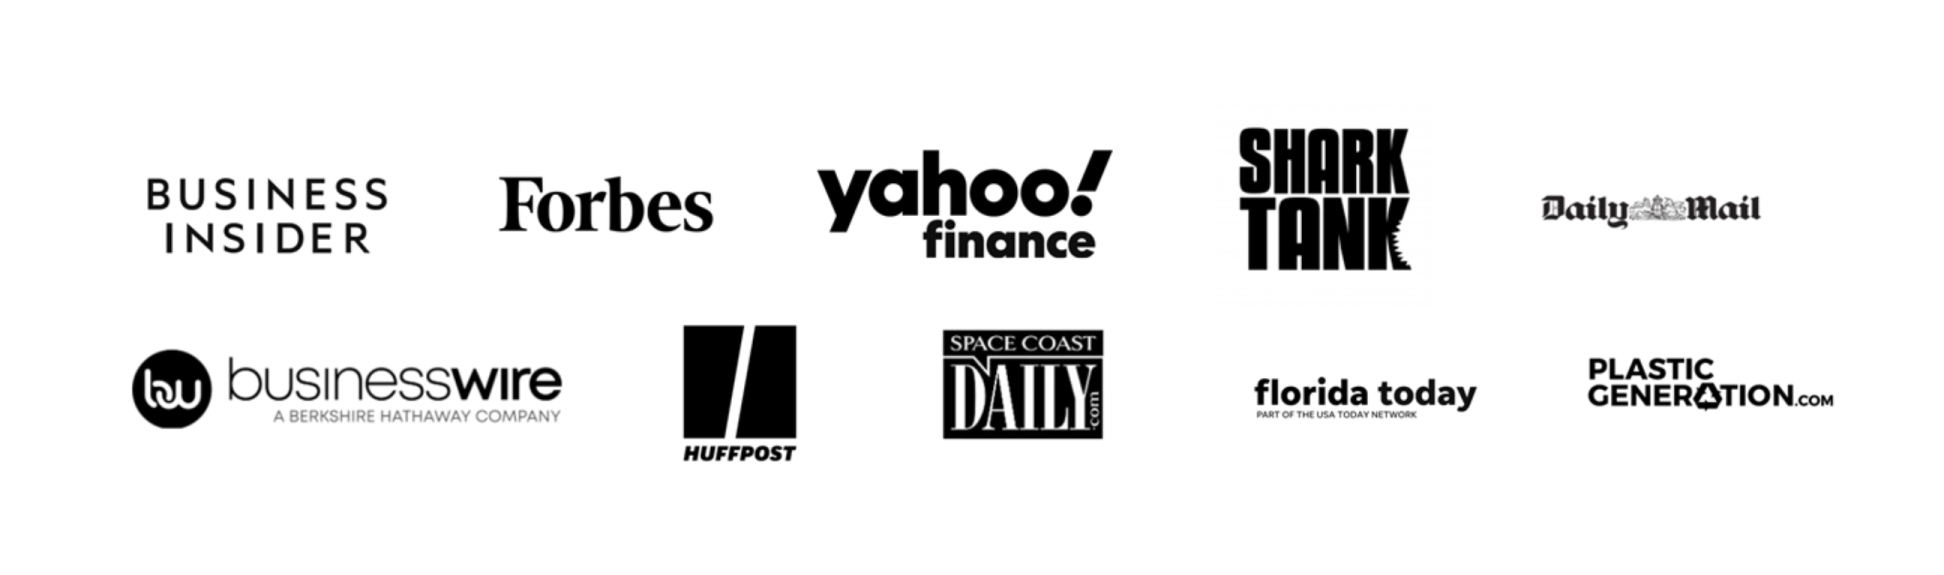 BUSINESS
INSIDER
Forbes
yahoo!
finance
SHARK
TANK
Daily Mail
bw businesswire
A BERKSHIRE HATHAWAY COMPANY
HUFFPOST
SPACE COAST
DAILY.com
florida today
PART OF THE USA TODAY NETWORK
PLASTIC
GENERATION.COM